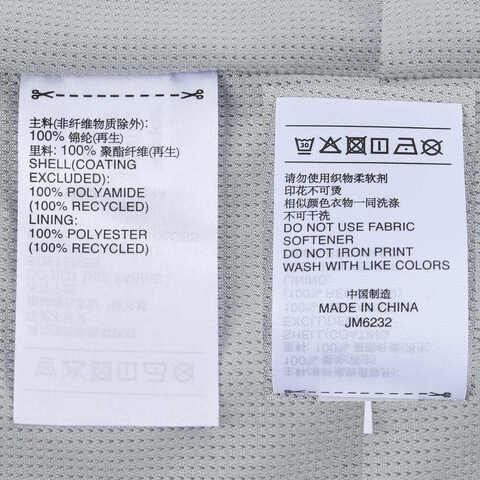 主料(非纤维物质除外):
100% 锦纶(再生)
里料: 100% 聚酯纤维(再生)
SHELL(COATING
EXCLUDED):
100% POLYAMIDE
(100% RECYCLED)
LINING:
100% POLYESTER
(100% RECYCLED)
30
请勿使用织物柔软剂
印花不可烫
相似颜色衣物一同洗涤
不可干洗
DO NOT USE FABRIC
SOFTENER
DO NOT IRON PRINT
WASH WITH LIKE COLORS
中国制造
MADE IN CHINA
JM6232